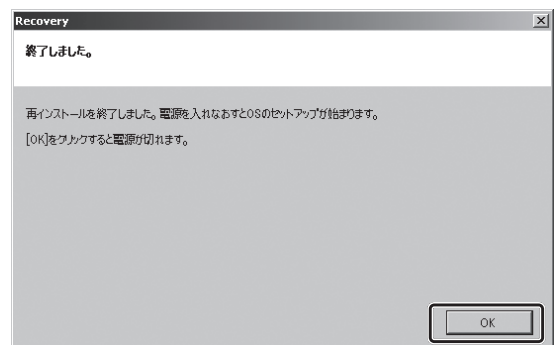 Recovery
終了しました。
再インストールを終了しました。電源を入れなおすとOSのセットアップが始まります。
[OK]をクリックすると電源が切れます。
OK